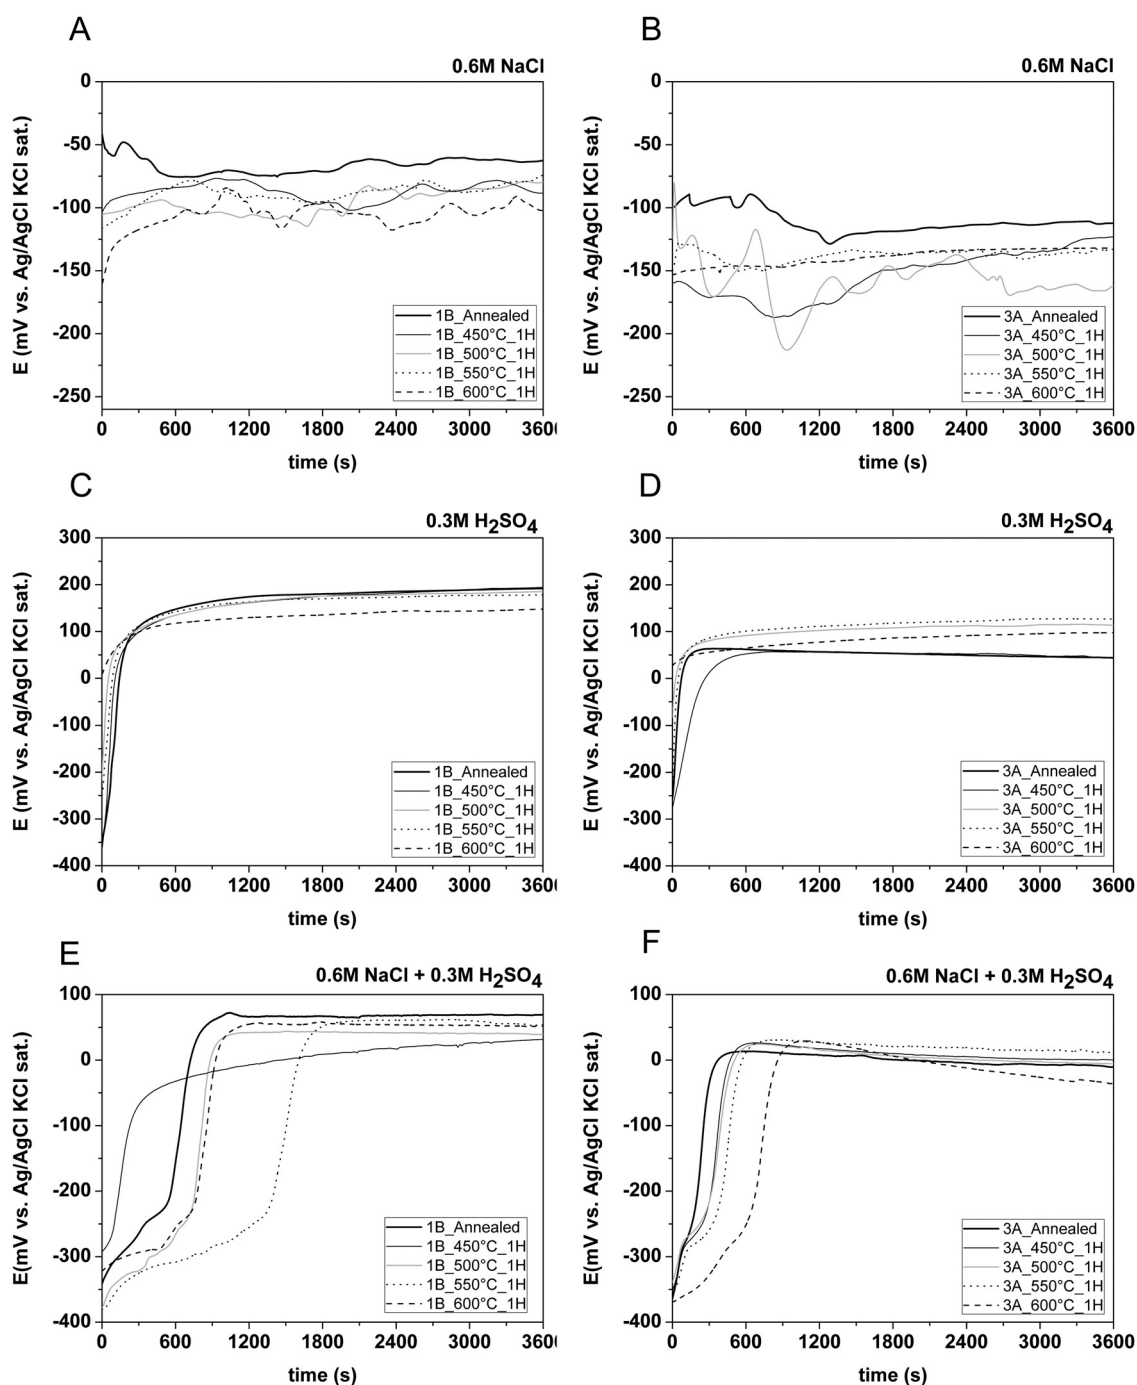 A
0.6M NaCl
E (mV vs. Ag/AgCl KCl sat.)
0
-50
-100
-150
-200
-250
1B_Annealed
1B_450°C_1H
1B_500°C_1H
1B_550°C_1H
1B_600°C_1H
0 600 1200 1800 2400 3000 3600
time (s)
B
0.6M NaCl
E (mV vs. Ag/AgCl KCl sat.)
0
-50
-100
-150
-200
-250
3A_Annealed
3A_450°C_1H
3A_500°C_1H
3A_550°C_1H
3A_600°C_1H
0 600 1200 1800 2400 3000 3600
time (s)
C
0.3M H₂SO₄
E (mV vs. Ag/AgCl KCl sat.)
300
200
100
0
-100
-200
-300
-400
1B_Annealed
1B_450°C_1H
1B_500°C_1H
1B_550°C_1H
1B_600°C_1H
0 600 1200 1800 2400 3000 3600
time (s)
D
0.3M H₂SO₄
E (mV vs. Ag/AgCl KCl sat.)
300
200
100
0
-100
-200
-300
-400
3A_Annealed
3A_450°C_1H
3A_500°C_1H
3A_550°C_1H
3A_600°C_1H
0 600 1200 1800 2400 3000 3600
time (s)
E
0.6M NaCl + 0.3M H₂SO₄
E(mV vs. Ag/AgCl KCl sat.)
100
0
-100
-200
-300
-400
1B_Annealed
1B_450°C_1H
1B_500°C_1H
1B_550°C_1H
1B_600°C_1H
0 600 1200 1800 2400 3000 3600
time (s)
F
0.6M NaCl + 0.3M H₂SO₄
E(mV vs. Ag/AgCl KCl sat.)
100
0
-100
-200
-300
-400
3A_Annealed
3A_450°C_1H
3A_500°C_1H
3A_550°C_1H
3A_600°C_1H
0 600 1200 1800 2400 3000 3600
time (s)